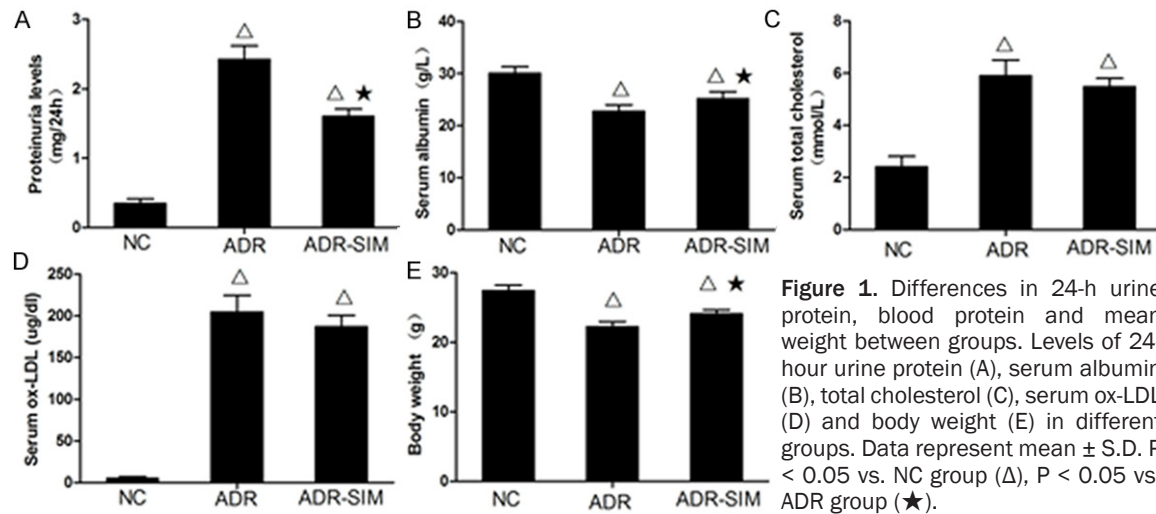 A
Proteinuria levels
(mg/24h)
3
2
1
0
NC
ADR
ADR-SIM
△
△ ★
B
Serum albumin (g/L)
40
30
20
10
0
NC
ADR
ADR-SIM
△
△ ★
C
Serum total cholesterol
(mmol/L)
8
6
4
2
0
NC
ADR
ADR-SIM
△
△
D
Serum ox-LDL (ug/dl)
250
200
150
100
50
0
NC
ADR
ADR-SIM
△
△
E
Body weight (g)
30
20
10
0
NC
ADR
ADR-SIM
△
△ ★
Figure 1. Differences in 24-h urine
protein, blood protein and mean
weight between groups. Levels of 24-
hour urine protein (A), serum albumin
(B), total cholesterol (C), serum ox-LDL
(D) and body weight (E) in different
groups. Data represent mean ± S.D. P
< 0.05 vs. NC group (Δ), P < 0.05 vs.
ADR group (★).